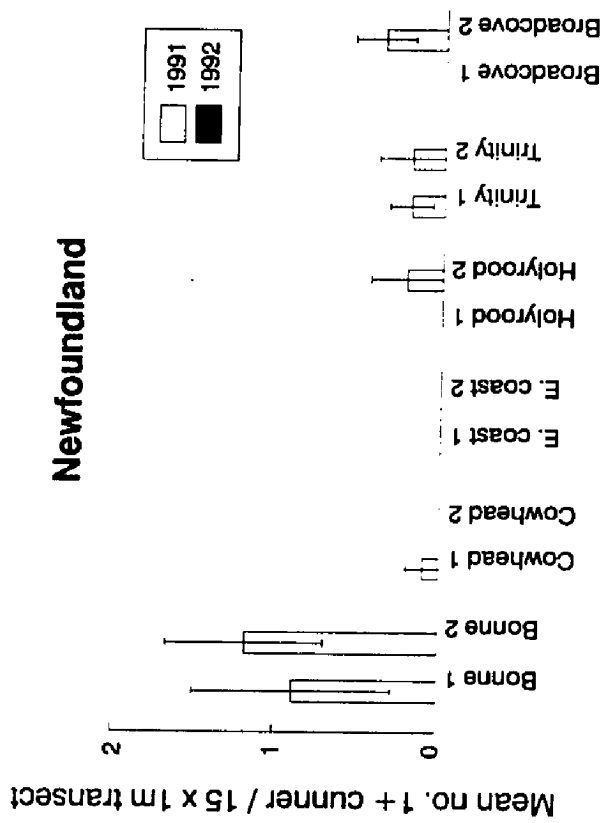 Newfoundland
1991
1992
Mean no. 1+ cunner / 15 x 1m transect
2
1
0
Bonne 1
Bonne 2
Cowhead 1
Cowhead 2
E. coast 1
E. coast 2
Holyrood 1
Holyrood 2
Trinity 1
Trinity 2
Broadcove 1
Broadcove 2